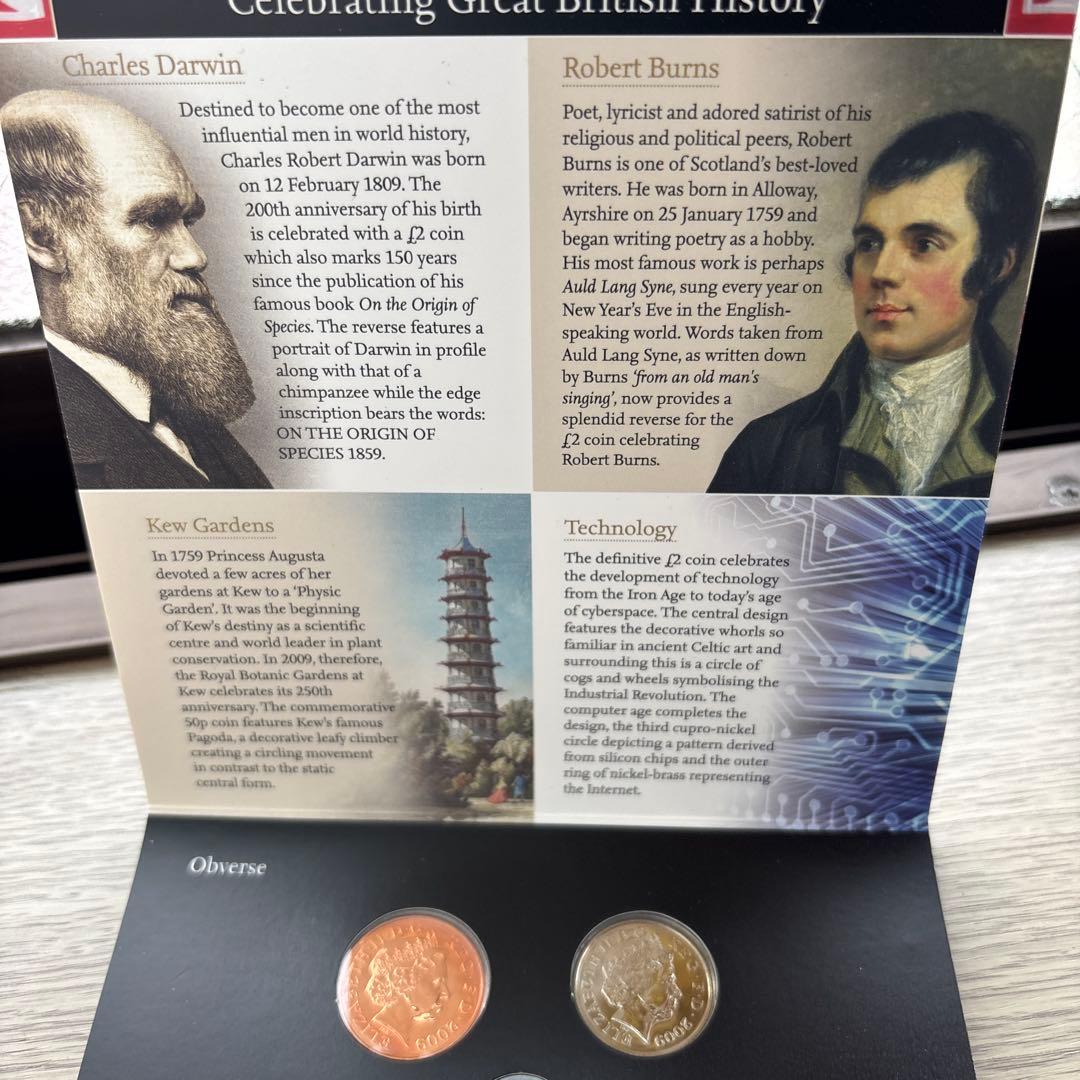 Celebrating Great British History
Charles Darwin
Destined to become one of the most
influential men in world history,
Charles Robert Darwin was born
on 12 February 1809. The
200th anniversary of his birth
is celebrated with a £2 coin
which also marks 150 years
since the publication of his
famous book On the Origin of
Species. The reverse features a
portrait of Darwin in profile
along with that of a
chimpanzee while the edge
inscription bears the words:
ON THE ORIGIN OF
SPECIES 1859.
Robert Burns
Poet, lyricist and adored satirist of his
religious and political peers, Robert
Burns is one of Scotland's best-loved
writers. He was born in Alloway,
Ayrshire on 25 January 1759 and
began writing poetry as a hobby.
His most famous work is perhaps
Auld Lang Syne, sung every year on
New Year's Eve in the English-
speaking world. Words taken from
Auld Lang Syne, as written down
by Burns 'from an old man's
singing', now provides a
splendid reverse for the
£2 coin celebrating
Robert Burns.
Kew Gardens
In 1759 Princess Augusta
devoted a few acres of her
gardens at Kew to a 'Physic
Garden'. It was the beginning
of Kew's destiny as a scientific
centre and world leader in plant
conservation. In 2009, therefore,
the Royal Botanic Gardens at
Kew celebrates its 250th
anniversary. The commemorative
50p coin features Kew's famous
Pagoda, a decorative leafy climber
creating a circling movement
in contrast to the static
central form.
Technology
The definitive £2 coin celebrates
the development of technology
from the Iron Age to today's age
of cyberspace. The central design
features the decorative whorls so
familiar in ancient Celtic art and
surrounding this is a circle of
cogs and wheels symbolising the
Industrial Revolution. The
computer age completes the
design, the third cupro-nickel
circle depicting a pattern derived
from silicon chips and the outer
ring of nickel-brass representing
the Internet.
Obverse
ELIZABETH II D·G 2009
ELIZABETH II D·G 2009